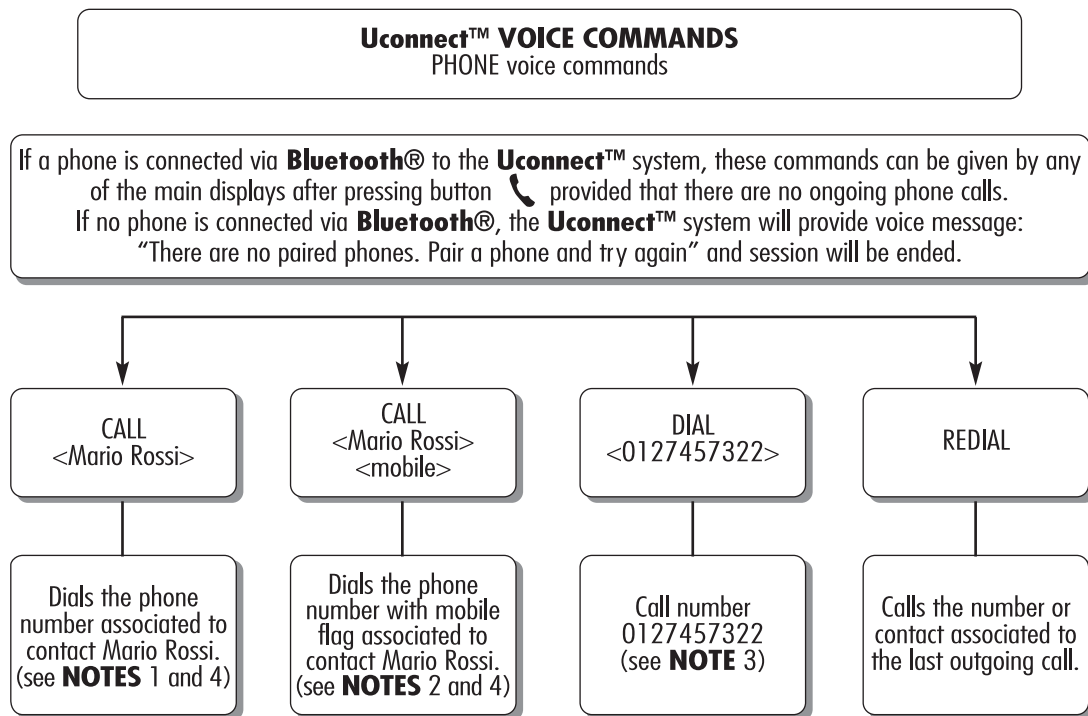 Uconnect™ VOICE COMMANDS
PHONE voice commands
If a phone is connected via Bluetooth® to the Uconnect™ system, these commands can be given by any
of the main displays after pressing button provided that there are no ongoing phone calls.
If no phone is connected via Bluetooth®, the Uconnect™ system will provide voice message:
“There are no paired phones. Pair a phone and try again” and session will be ended.
CALL
<Mario Rossi>
CALL
<Mario Rossi>
<mobile>
DIAL
<0127457322>
REDIAL
Dials the phone
number associated to
contact Mario Rossi.
(see NOTES 1 and 4)
Dials the phone
number with mobile
flag associated to
contact Mario Rossi.
(see NOTES 2 and 4)
Call number
0127457322
(see NOTE 3)
Calls the number or
contact associated to
the last outgoing call.